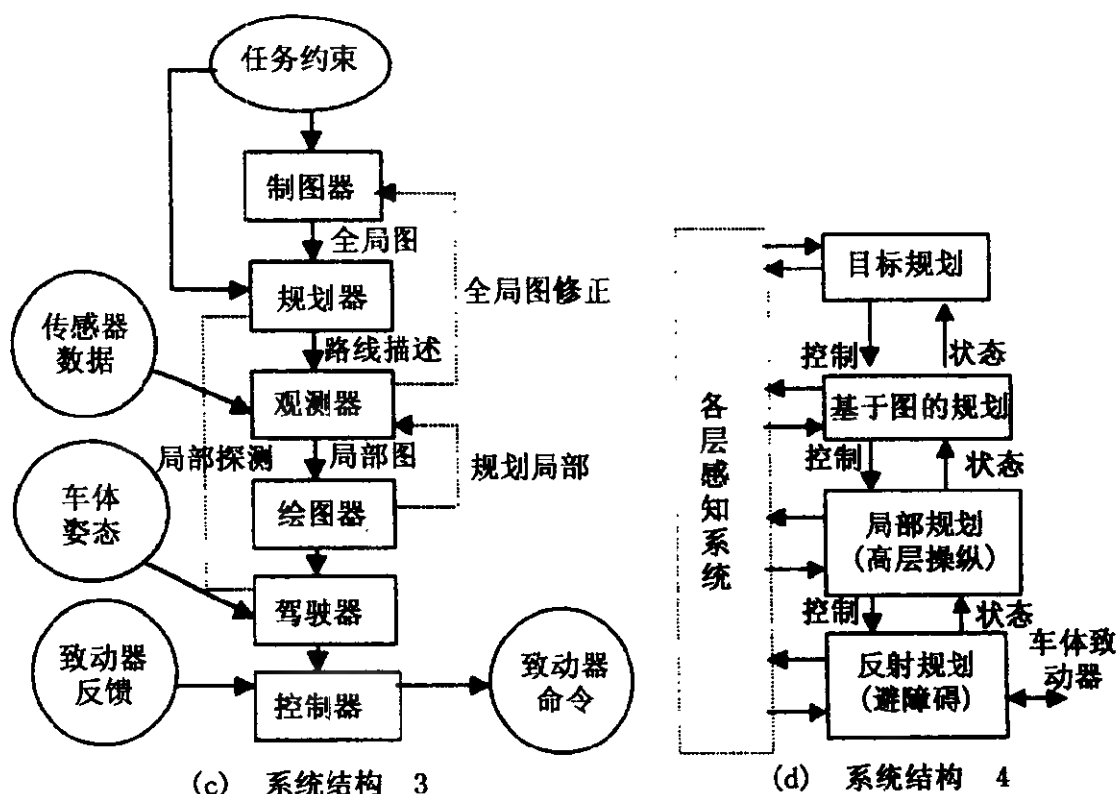 任务约束
制图器
全局图
规划器
全局图修正
传感器
数据
路线描述
观测器
局部探测
局部图
规划局部
车体
姿态
绘图器
驾驶器
致动器
反馈
控制器
致动器
命令
(c) 系统结构 3
各层感知系统
目标规划
控制
状态
基于图的规划
控制
状态
局部规划
(高层操纵)
控制
状态
反射规划
(避障碍)
车体致
动器
(d) 系统结构 4